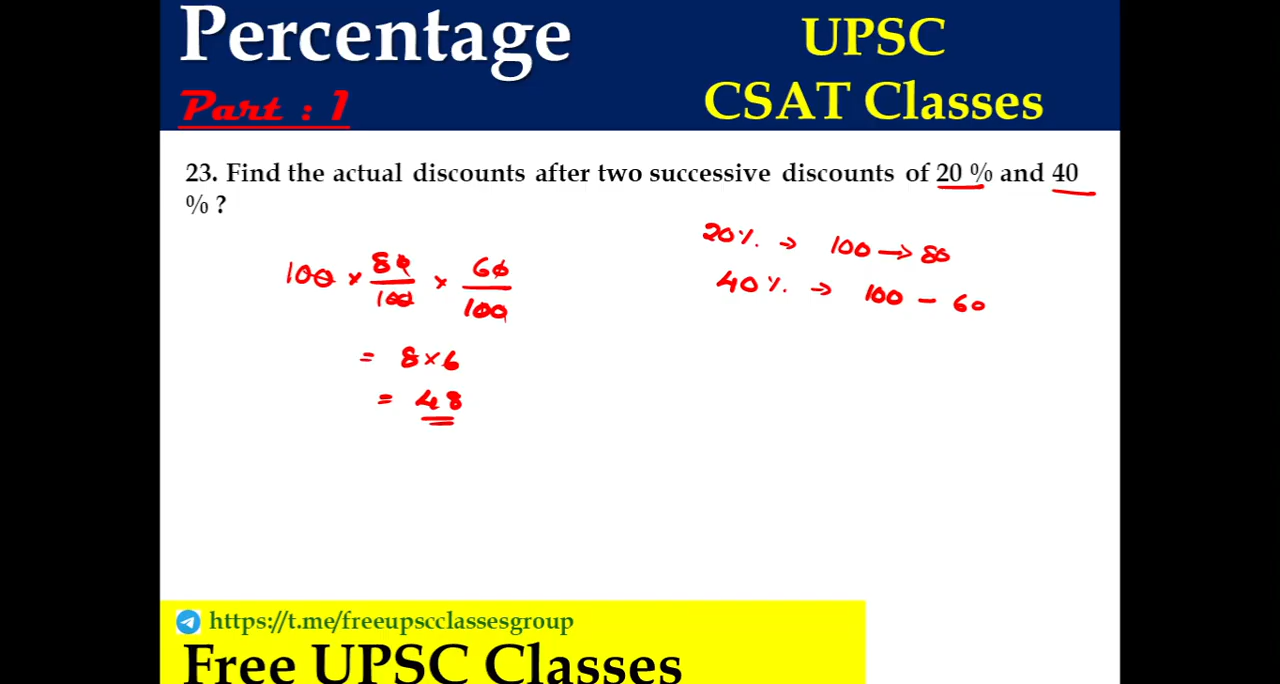 Percentage
Part : 1
UPSC
CSAT Classes
23. Find the actual discounts after two successive discounts of 20 % and 40
% ?
20% → 100 → 80
40% → 100 – 60
100 × 80/100 × 60/100
= 8×6
= 48
https://t.me/freeupscclassesgroup
Free UPSC Classes